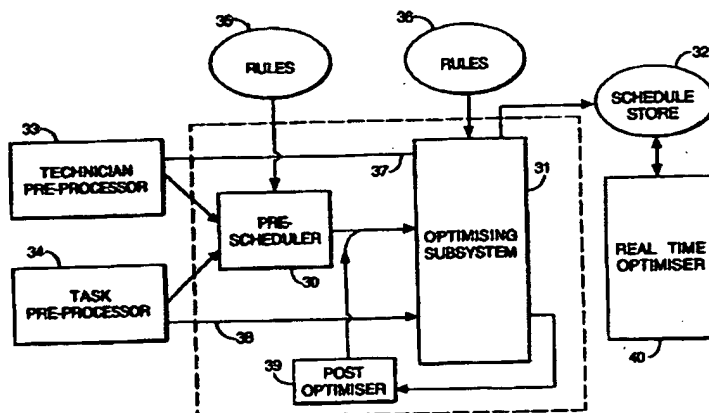 35
RULES
36
RULES
32
SCHEDULE
STORE
33
TECHNICIAN
PRE-PROCESSOR
37
31
PRE-
SCHEDULER
30
OPTIMISING
SUBSYSTEM
REAL TIME
OPTIMISER
40
34
TASK
PRE-PROCESSOR
38
39
POST
OPTIMISER